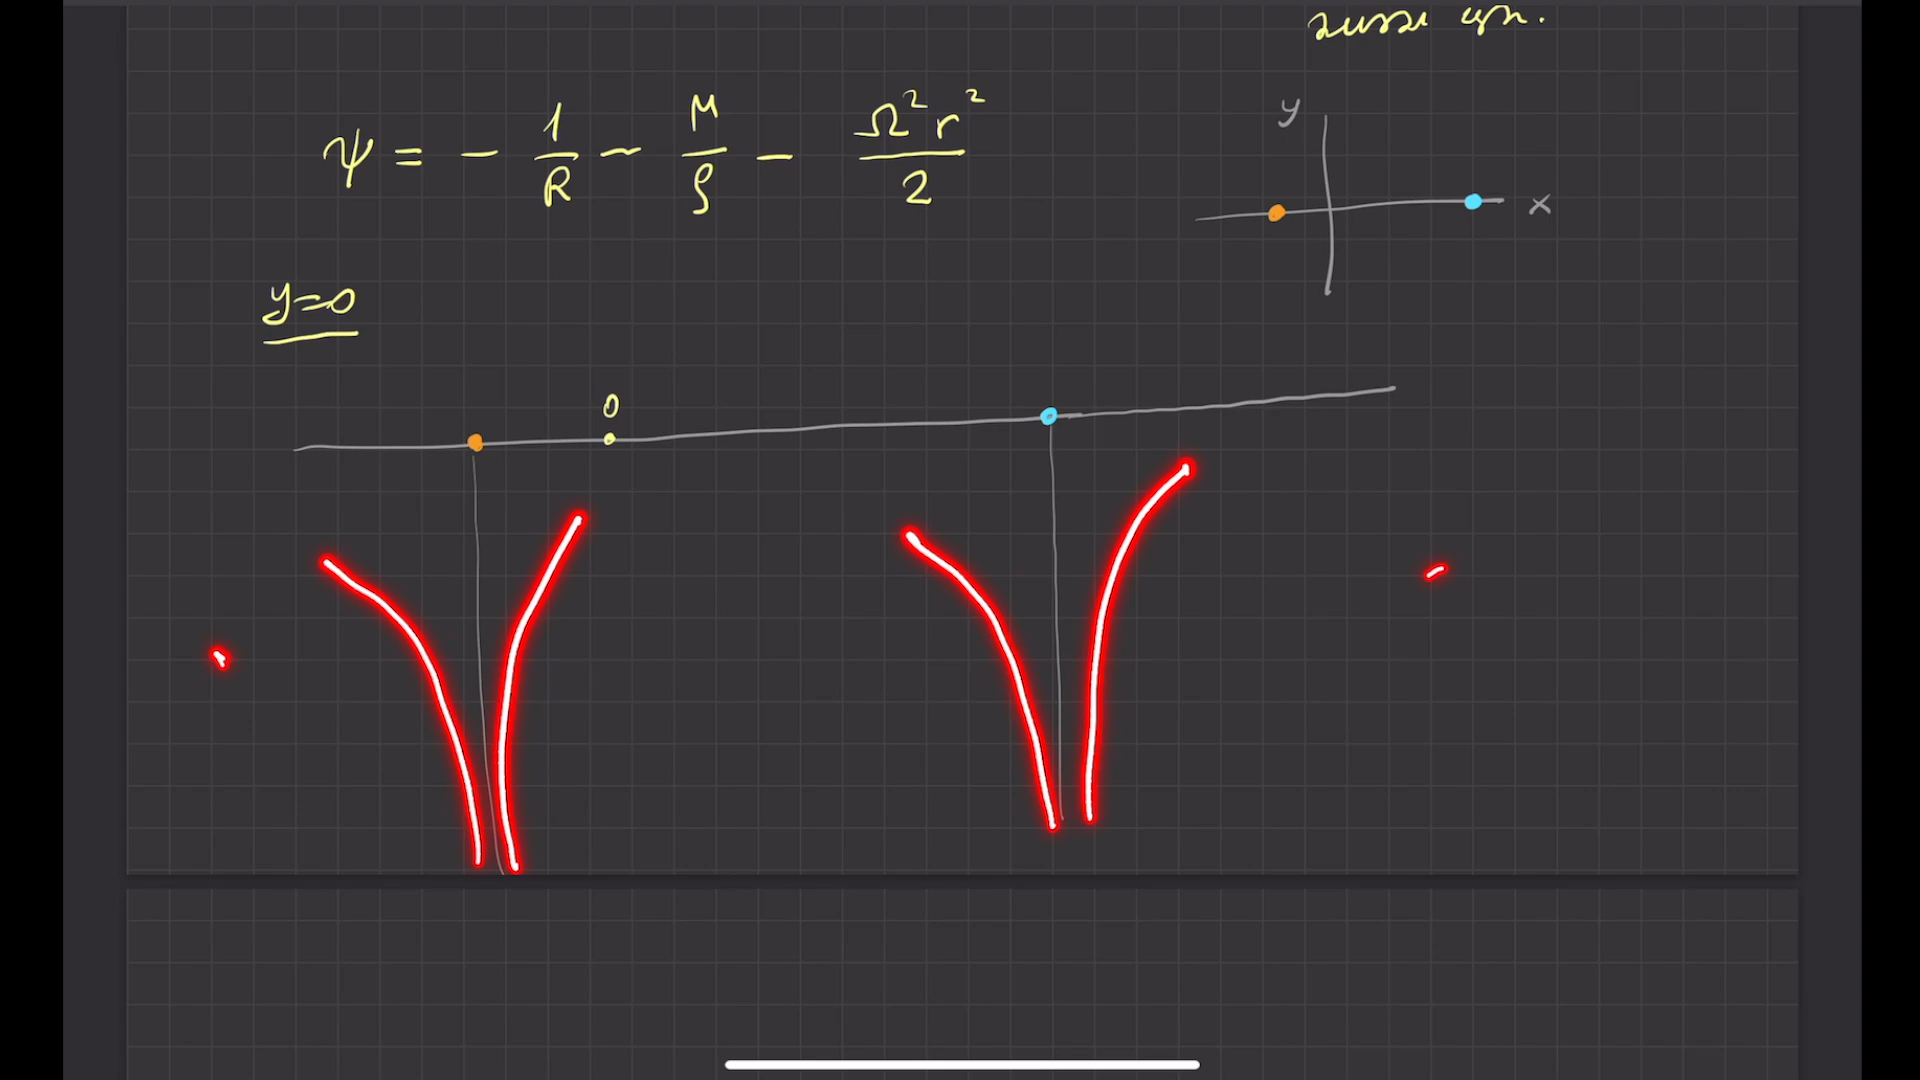 y
ψ = - 1/R - M/ρ - Ω²r²/2
x
y=0
0